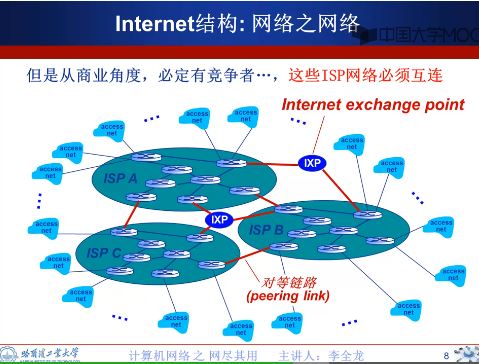 Internet结构: 网络之网络
中国大学MOOC
但是从商业角度，必定有竞争者…，这些ISP网络必须互连
Internet exchange point
access
net
access
net
access
net
access
net
access
net
access
net
access
net
ISP A
IXP
IXP
ISP B
ISP C
access
net
access
net
access
net
access
net
access
net
对等链路
(peering link)
access
net
access
net
access
net
access
net
access
net
哈尔滨工业大学
计算机网络之 网尽其用
主讲人：李全龙
8